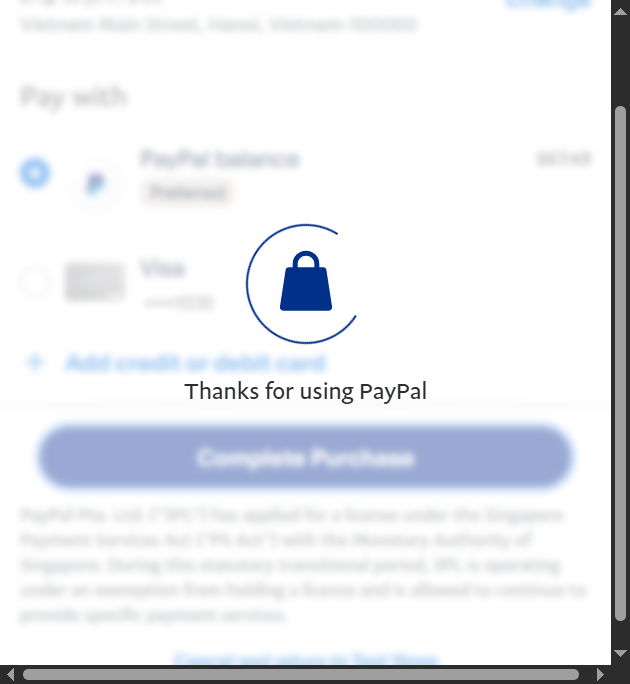 Change
Vietnam Main Street, Hanoi, Vietnam-100000
Pay with
PayPal balance
Preferred
Visa
Add credit or debit card
Thanks for using PayPal
Complete Purchase
PayPal Pte. Ltd. ("3PL") has applied for a license under the Singapore
Payment Services Act ("PS Act") with the Monetary Authority of
Singapore. During this statutory transitional period, 3PL is operating
under an exemption from holding a license and is allowed to continue to
provide specific payment services.
Cancel and return to Test Store